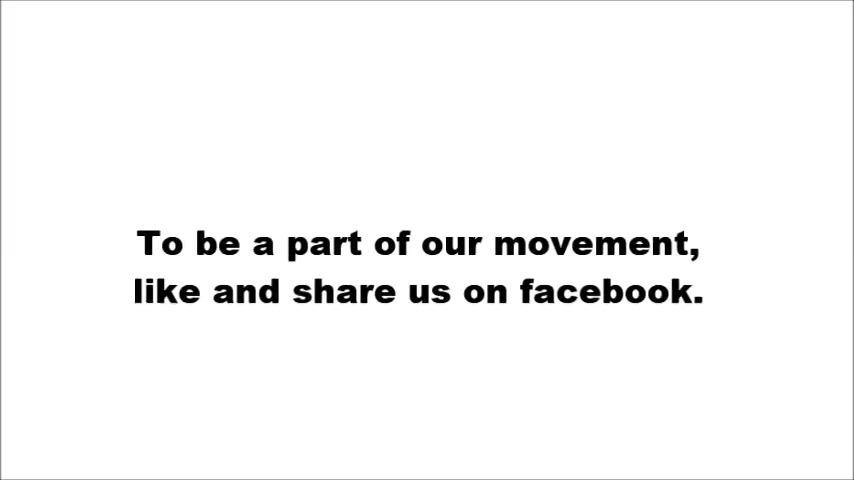 To be a part of our movement,
like and share us on facebook.